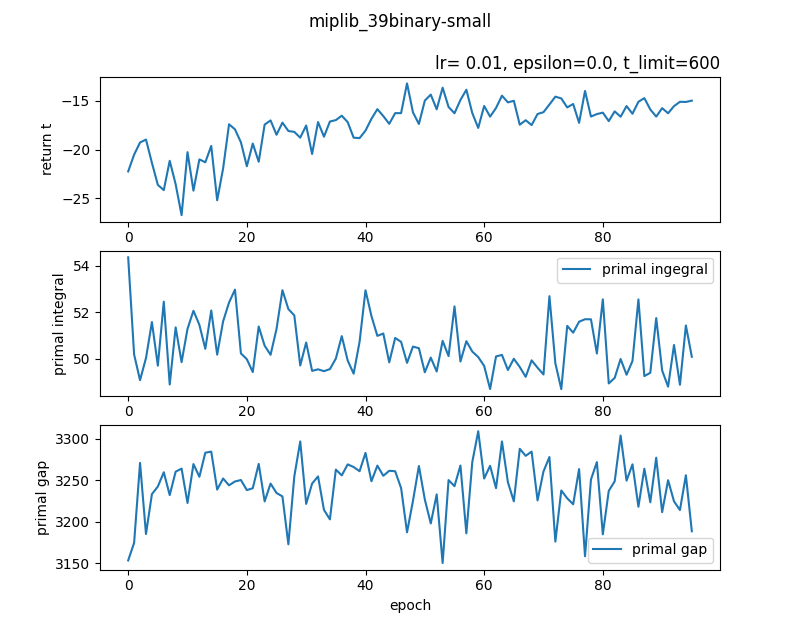 miplib_39binary-small
lr= 0.01, epsilon=0.0, t_limit=600
return t
−15
−20
−25
0 20 40 60 80
primal integral
54
52
50
primal ingegral
0 20 40 60 80
primal gap
3300
3250
3200
3150
primal gap
0 20 40 60 80
epoch